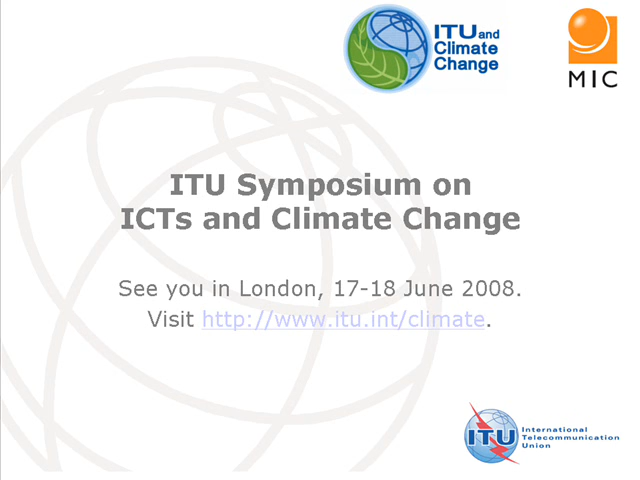 ITU and
Climate
Change
MIC
ITU Symposium on
ICTs and Climate Change
See you in London, 17-18 June 2008.
Visit http://www.itu.int/climate.
ITU
International
Telecommunication
Union